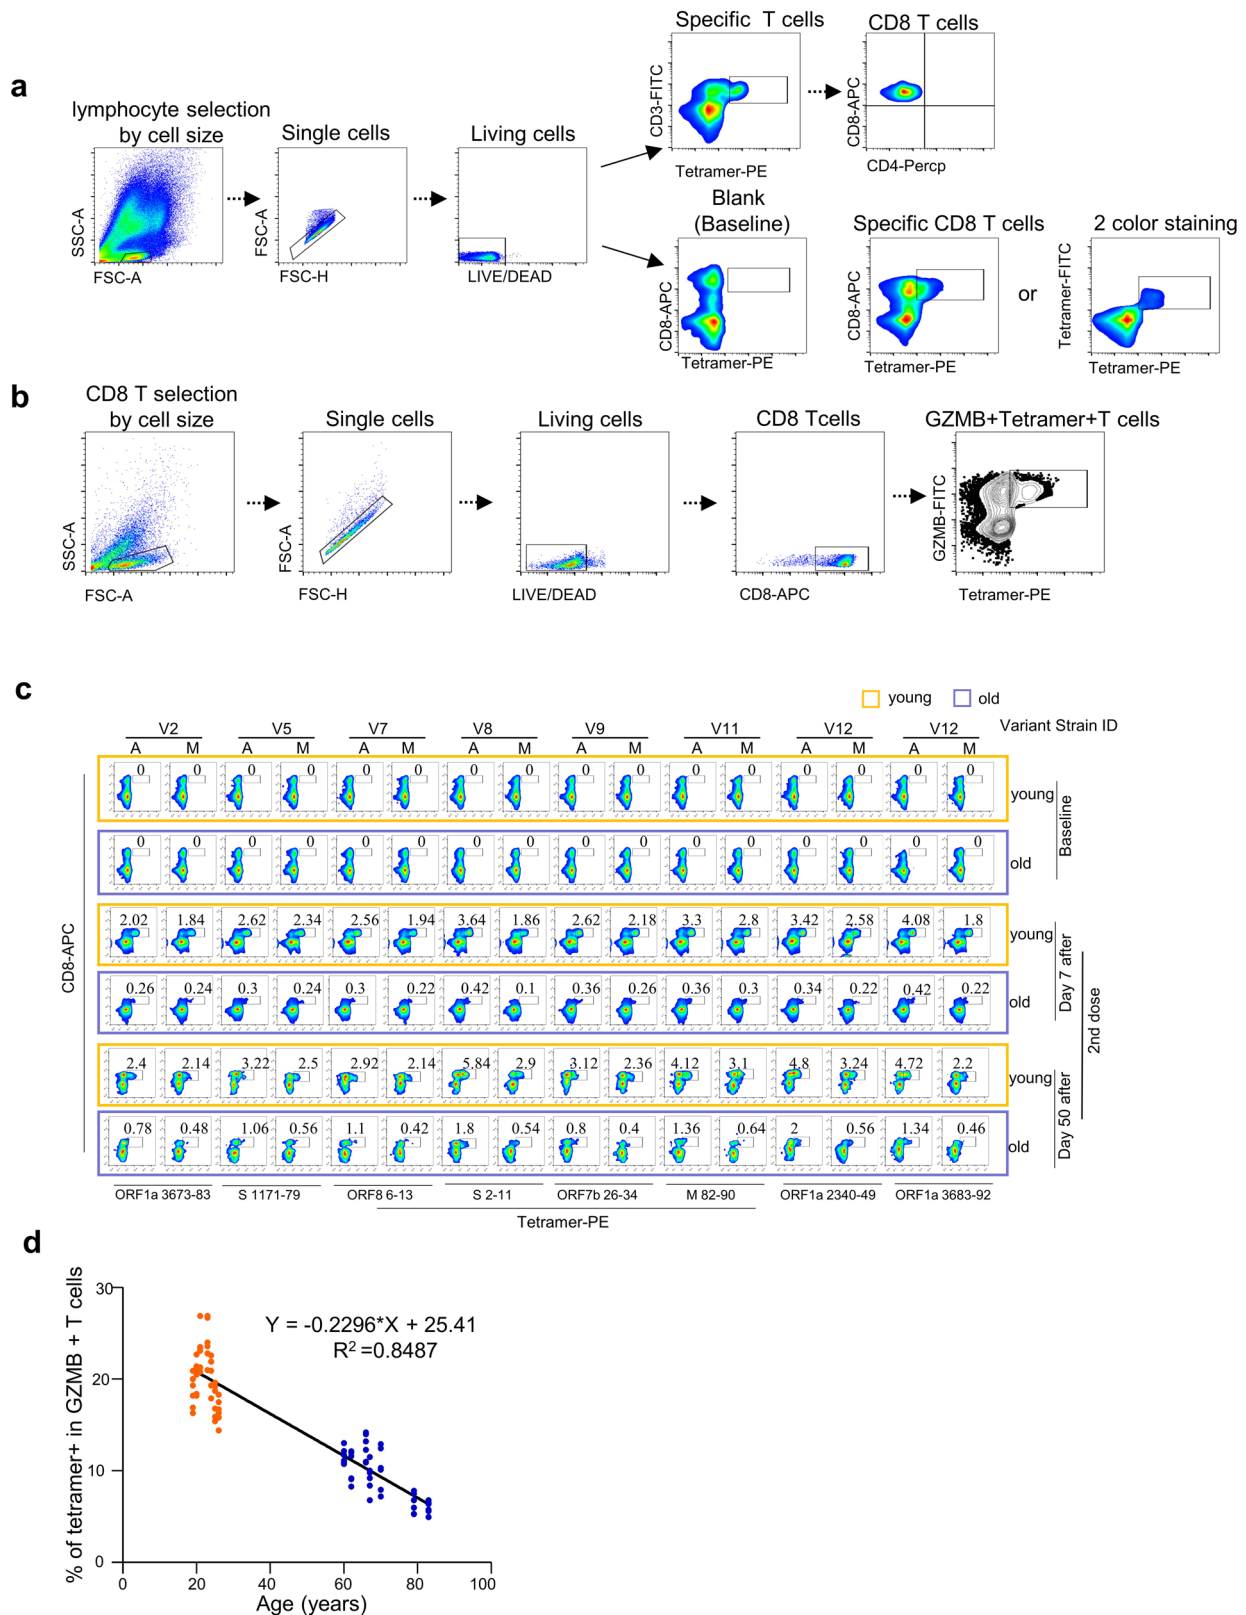 a
lymphocyte selection
by cell size
Single cells
Living cells
Specific T cells
CD8 T cells
SSC-A
FSC-A
FSC-A
FSC-H
LIVE/DEAD
CD3-FITC
Tetramer-PE
CD8-APC
CD4-Percp
Blank
(Baseline)
Specific CD8 T cells
2 color staining
CD8-APC
Tetramer-PE
CD8-APC
Tetramer-PE
or
Tetramer-FITC
Tetramer-PE
b
CD8 T selection
by cell size
Single cells
Living cells
CD8 Tcells
GZMB+Tetramer+T cells
SSC-A
FSC-A
FSC-A
FSC-H
LIVE/DEAD
CD8-APC
GZMB-FITC
Tetramer-PE
c
young old
V2 V5 V7 V8 V9 V11 V12 V12 Variant Strain ID
A M A M A M A M A M A M A M A M
0 0 0 0 0 0 0 0 0 0 0 0 0 0 0 0 young
0 0 0 0 0 0 0 0 0 0 0 0 0 0 0 0 old
Baseline
2.02 1.84 2.62 2.34 2.56 1.94 3.64 1.86 2.62 2.18 3.3 2.8 3.42 2.58 4.08 1.8 young
0.26 0.24 0.3 0.24 0.3 0.22 0.42 0.1 0.36 0.26 0.36 0.3 0.34 0.22 0.42 0.22 old
Day 7 after
2.4 2.14 3.22 2.5 2.92 2.14 5.84 2.9 3.12 2.36 4.12 3.1 4.8 3.24 4.72 2.2 young
0.78 0.48 1.06 0.56 1.1 0.42 1.8 0.54 0.8 0.4 1.36 0.64 2 0.56 1.34 0.46 old
Day 50 after
2nd dose
CD8-APC
ORF1a 3673-83 S 1171-79 ORF8 6-13 S 2-11 ORF7b 26-34 M 82-90 ORF1a 2340-49 ORF1a 3683-92
Tetramer-PE
d
% of tetramer+ in GZMB + T cells
30
20
10
0
Y = -0.2296*X + 25.41
R2 =0.8487
0 20 40 60 80 100
Age (years)